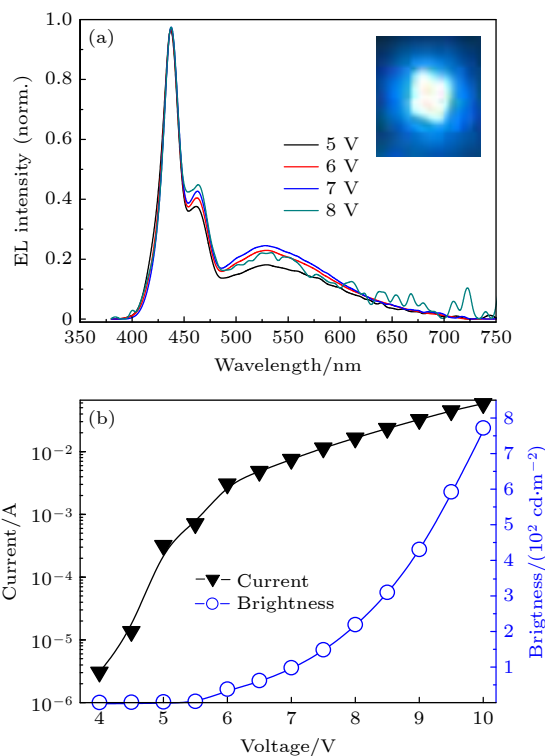 (a)
EL intensity (norm.)
1.0
0.8
0.6
0.4
0.2
0
5 V
6 V
7 V
8 V
350 400 450 500 550 600 650 700 750
Wavelength/nm
(b)
Current/A
10⁻²
10⁻³
10⁻⁴
10⁻⁵
10⁻⁶
Current
Brightness
8
7
6
5
4
3
2
1
Brigtness/(10² cd·m⁻²)
4 5 6 7 8 9 10
Voltage/V